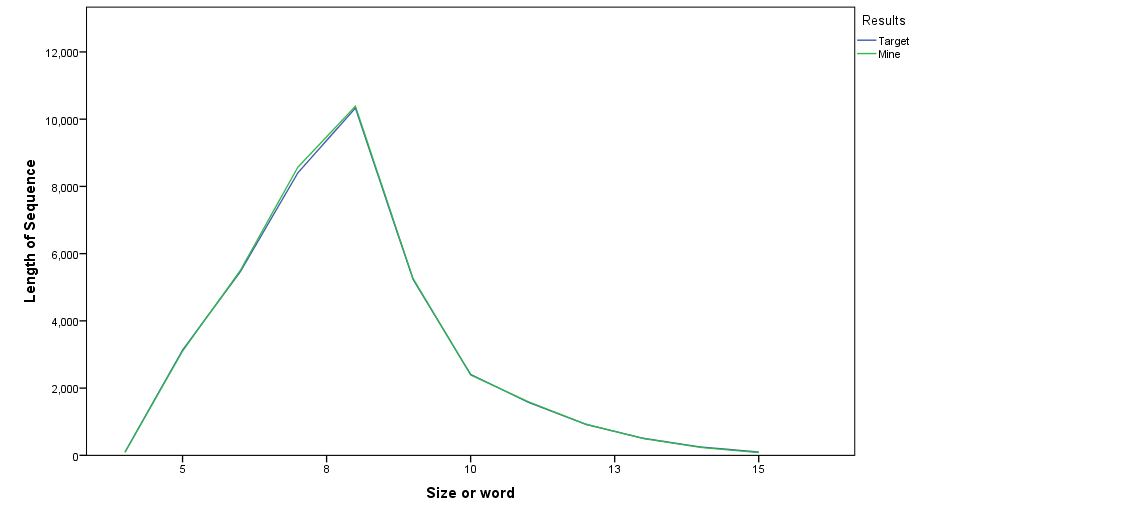 Results
Target
Mine
12,000
10,000
8,000
6,000
4,000
2,000
0
Length of Sequence
5 8 10 13 15
Size or word